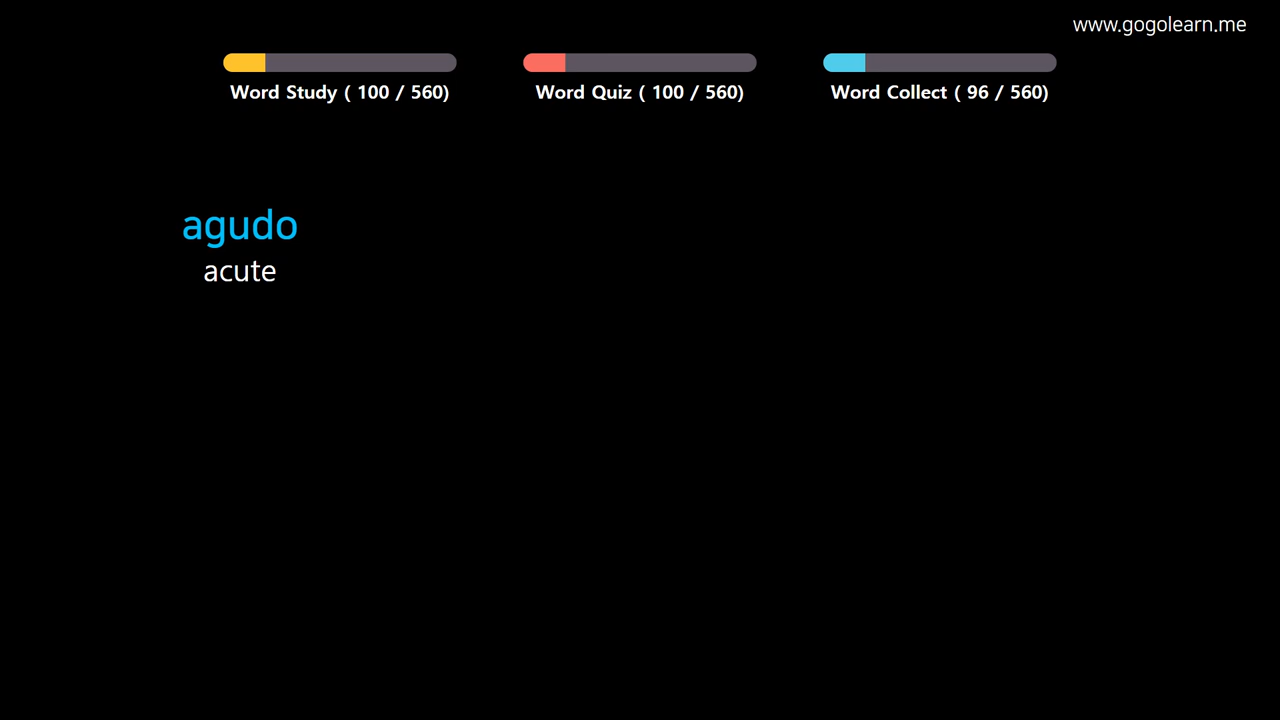 www.gogolearn.me
Word Study ( 100 / 560)
Word Quiz ( 100 / 560)
Word Collect ( 96 / 560)
agudo
acute